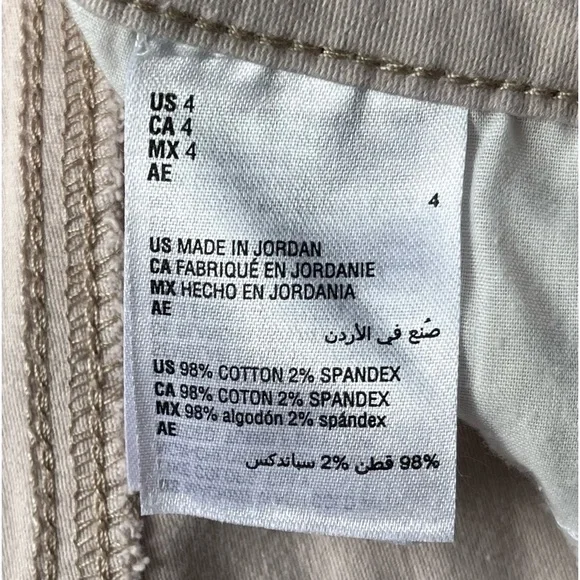 US 4
CA 4
MX 4
AE
4
US MADE IN JORDAN
CA FABRIQUÉ EN JORDANIE
MX HECHO EN JORDANIA
AE
صُنع في الأردن
US 98% COTTON 2% SPANDEX
CA 98% COTON 2% SPANDEX
MX 98% algodón 2% spándex
AE
98% قطن 2% سباندكس